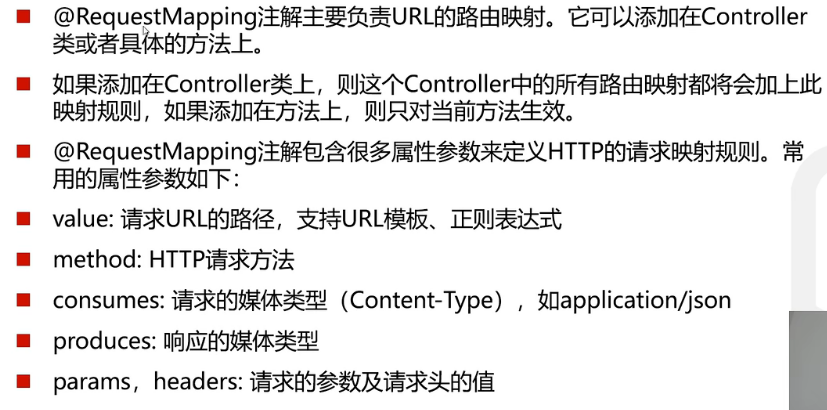 @RequestMapping注解主要负责URL的路由映射。它可以添加在Controller
类或者具体的方法上。
如果添加在Controller类上，则这个Controller中的所有路由映射都将会加上此
映射规则，如果添加在方法上，则只对当前方法生效。
@RequestMapping注解包含很多属性参数来定义HTTP的请求映射规则。常
用的属性参数如下：
value: 请求URL的路径，支持URL模板、正则表达式
method: HTTP请求方法
consumes: 请求的媒体类型（Content-Type），如application/json
produces: 响应的媒体类型
params，headers: 请求的参数及请求头的值